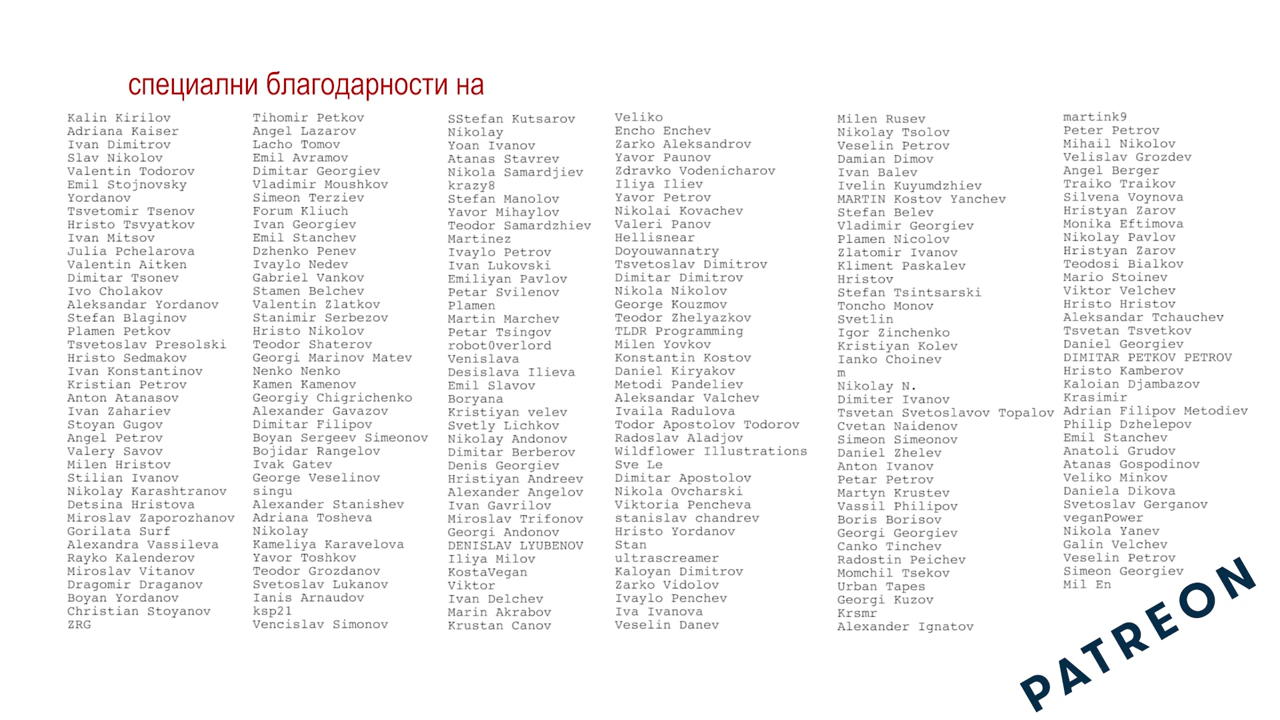 специални благодарности на
Kalin Kirilov
Adriana Kaiser
Ivan Dimitrov
Slav Nikolov
Valentin Todorov
Emil Stojnovsky
Yordanov
Tsvetomir Tsenov
Hristo Tsvyatkov
Ivan Mitsov
Julia Pchelarova
Valentin Aitken
Dimitar Tsonev
Ivo Cholakov
Aleksandar Yordanov
Stefan Blaginov
Plamen Petkov
Tsvetoslav Presolski
Hristo Sedmakov
Ivan Konstantinov
Kristian Petrov
Anton Atanasov
Ivan Zahariev
Stoyan Gugov
Angel Petrov
Valery Savov
Milen Hristov
Stilian Ivanov
Nikolay Karashtranov
Detsina Hristova
Miroslav Zaporozhanov
Gorilata Surf
Alexandra Vassileva
Rayko Kalenderov
Miroslav Vitanov
Dragomir Draganov
Boyan Yordanov
Christian Stoyanov
ZRG
Tihomir Petkov
Angel Lazarov
Lacho Tomov
Emil Avramov
Dimitar Georgiev
Vladimir Moushkov
Simeon Terziev
Forum Kliuch
Ivan Georgiev
Emil Stanchev
Dzhenko Penev
Ivaylo Nedev
Gabriel Vankov
Stamen Belchev
Valentin Zlatkov
Stanimir Serbezov
Hristo Nikolov
Teodor Shaterov
Georgi Marinov Matev
Nenko Nenko
Kamen Kamenov
Georgiy Chigrichenko
Alexander Gavazov
Dimitar Filipov
Boyan Sergeev Simeonov
Bojidar Rangelov
Ivak Gatev
George Veselinov
singu
Alexander Stanishev
Adriana Tosheva
Nikolay
Kameliya Karavelova
Yavor Toshkov
Teodor Grozdanov
Svetoslav Lukanov
Ianis Arnaudov
ksp21
Vencislav Simonov
SStefan Kutsarov
Nikolay
Yoan Ivanov
Atanas Stavrev
Nikola Samardjiev
krazy8
Stefan Manolov
Yavor Mihaylov
Teodor Samardzhiev
Martinez
Ivaylo Petrov
Ivan Lukovski
Emiliyan Pavlov
Petar Svilenov
Plamen
Martin Marchev
Petar Tsingov
robot0verlord
Venislava
Desislava Ilieva
Emil Slavov
Boryana
Kristiyan velev
Svetly Lichkov
Nikolay Andonov
Dimitar Berberov
Denis Georgiev
Hristiyan Andreev
Alexander Angelov
Ivan Gavrilov
Miroslav Trifonov
Georgi Andonov
DENISLAV LYUBENOV
Iliya Milov
KostaVegan
Viktor
Ivan Delchev
Marin Akrabov
Krustan Canov
Veliko
Encho Enchev
Zarko Aleksandrov
Yavor Paunov
Zdravko Vodenicharov
Iliya Iliev
Yavor Petrov
Nikolai Kovachev
Valeri Panov
Hellisnear
Doyouwannatry
Tsvetoslav Dimitrov
Dimitar Dimitrov
Nikola Nikolov
George Kouzmov
Teodor Zhelyazkov
TLDR Programming
Milen Yovkov
Konstantin Kostov
Daniel Kiryakov
Metodi Pandeliev
Aleksandar Valchev
Ivaila Radulova
Todor Apostolov Todorov
Radoslav Aladjov
Wildflower Illustrations
Sve Le
Dimitar Apostolov
Nikola Ovcharski
Viktoria Pencheva
stanislav chandrev
Hristo Yordanov
Stan
ultrascreamer
Kaloyan Dimitrov
Zarko Vidolov
Ivaylo Penchev
Iva Ivanova
Veselin Danev
Milen Rusev
Nikolay Tsolov
Veselin Petrov
Damian Dimov
Ivan Balev
Ivelin Kuyumdzhiev
MARTIN Kostov Yanchev
Stefan Belev
Vladimir Georgiev
Plamen Nicolov
Zlatomir Ivanov
Kliment Paskalev
Hristov
Stefan Tsintsarski
Toncho Monov
Svetlin
Igor Zinchenko
Kristiyan Kolev
Ianko Choinev
m
Nikolay N.
Dimiter Ivanov
Tsvetan Svetoslavov Topalov
Cvetan Naidenov
Simeon Simeonov
Daniel Zhelev
Anton Ivanov
Petar Petrov
Martyn Krustev
Vassil Philipov
Boris Borisov
Georgi Georgiev
Canko Tinchev
Radostin Peichev
Momchil Tsekov
Urban Tapes
Georgi Kuzov
Krsmr
Alexander Ignatov
martink9
Peter Petrov
Mihail Nikolov
Velislav Grozdev
Angel Berger
Traiko Traikov
Silvena Voynova
Hristyan Zarov
Monika Eftimova
Nikolay Pavlov
Hristyan Zarov
Teodosi Bialkov
Mario Stoinev
Viktor Velchev
Hristo Hristov
Aleksandar Tchauchev
Tsvetan Tsvetkov
Daniel Georgiev
DIMITAR PETKOV PETROV
Hristo Kamberov
Kaloian Djambazov
Krasimir
Adrian Filipov Metodiev
Philip Dzhelepov
Emil Stanchev
Anatoli Grudov
Atanas Gospodinov
Veliko Minkov
Daniela Dikova
Svetoslav Gerganov
veganPower
Nikola Yanev
Galin Velchev
Veselin Petrov
Simeon Georgiev
Mil En
PATREON